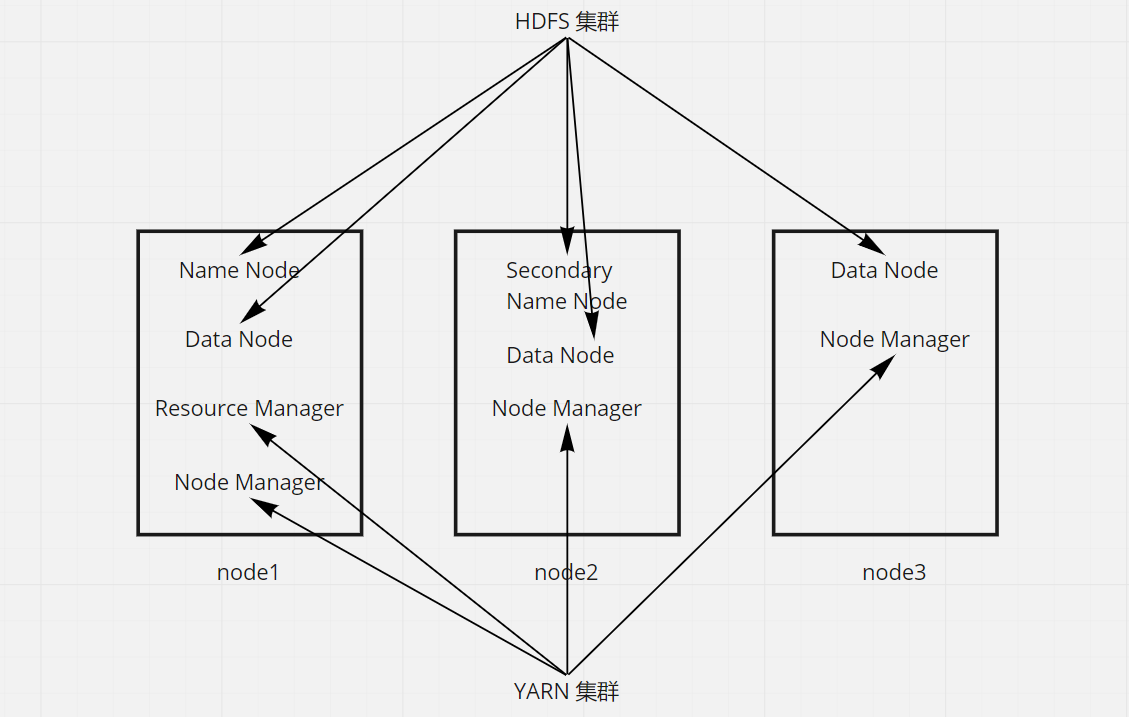 HDFS 集群
Name Node
Data Node
Resource Manager
Node Manager
node1
Secondary
Name Node
Data Node
Node Manager
node2
Data Node
Node Manager
node3
YARN 集群